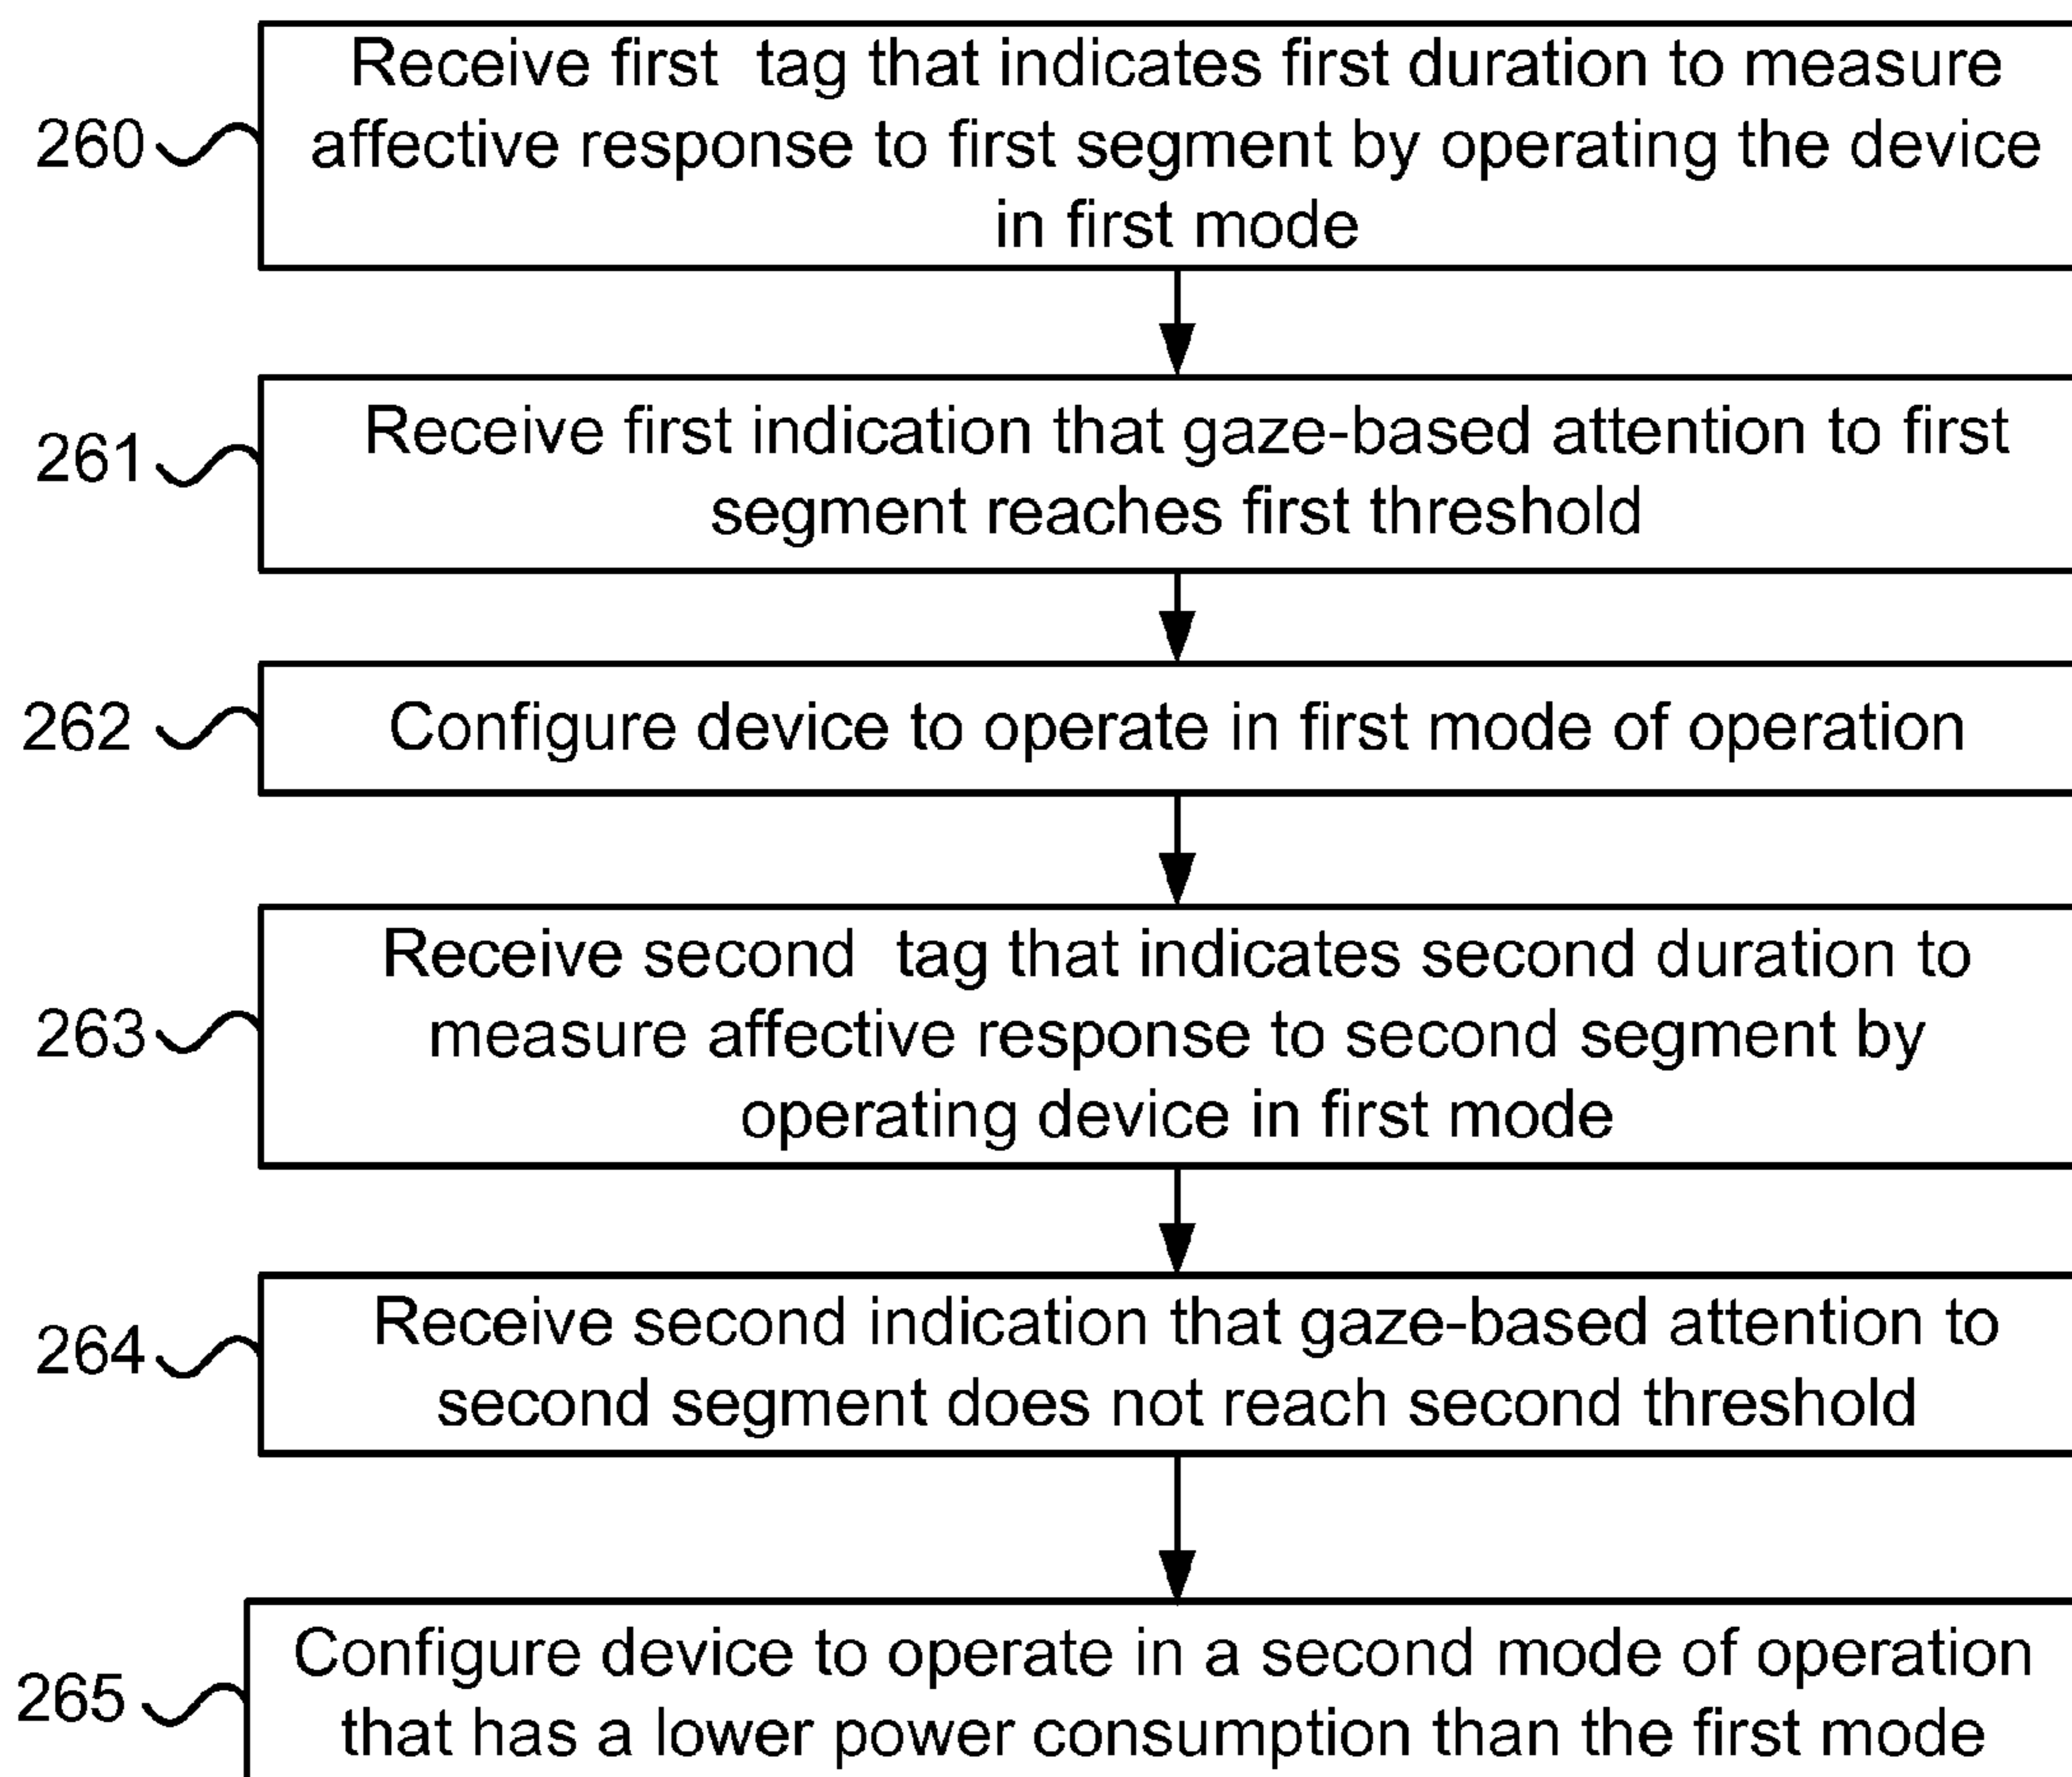 Receive first tag that indicates first duration to measure
260
affective response to first segment by operating the device
in first mode
Receive first indication that gaze-based attention to first
261
segment reaches first threshold
262
Configure device to operate in first mode of operation
Receive second tag that indicates second duration to
263
measure affective response to second segment by
operating device in first mode
Receive second indication that gaze-based attention to
264
second segment does not reach second threshold
Configure device to operate in a second mode of operation
265
that has a lower power consumption than the first mode